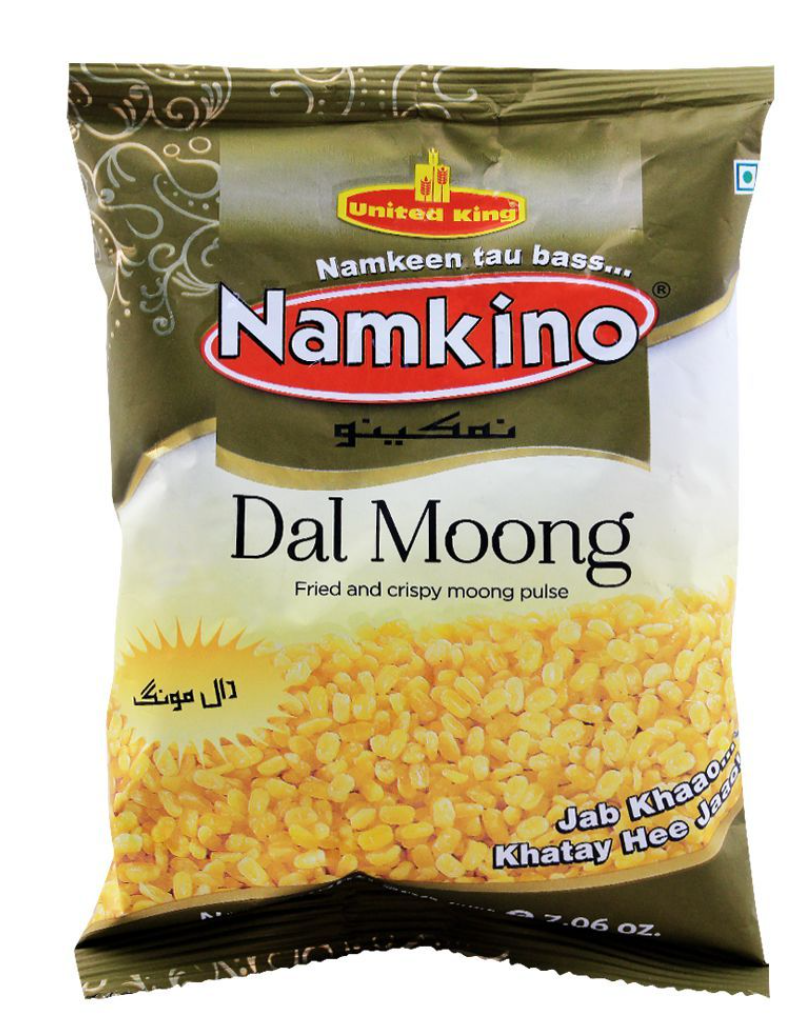 United King
Namkeen tau bass...
Namkino ®
نمکینو
Dal Moong
Fried and crispy moong pulse
دال مونگ
Jab Khaao...
Khatay Hee Jaao
7.06 oz.